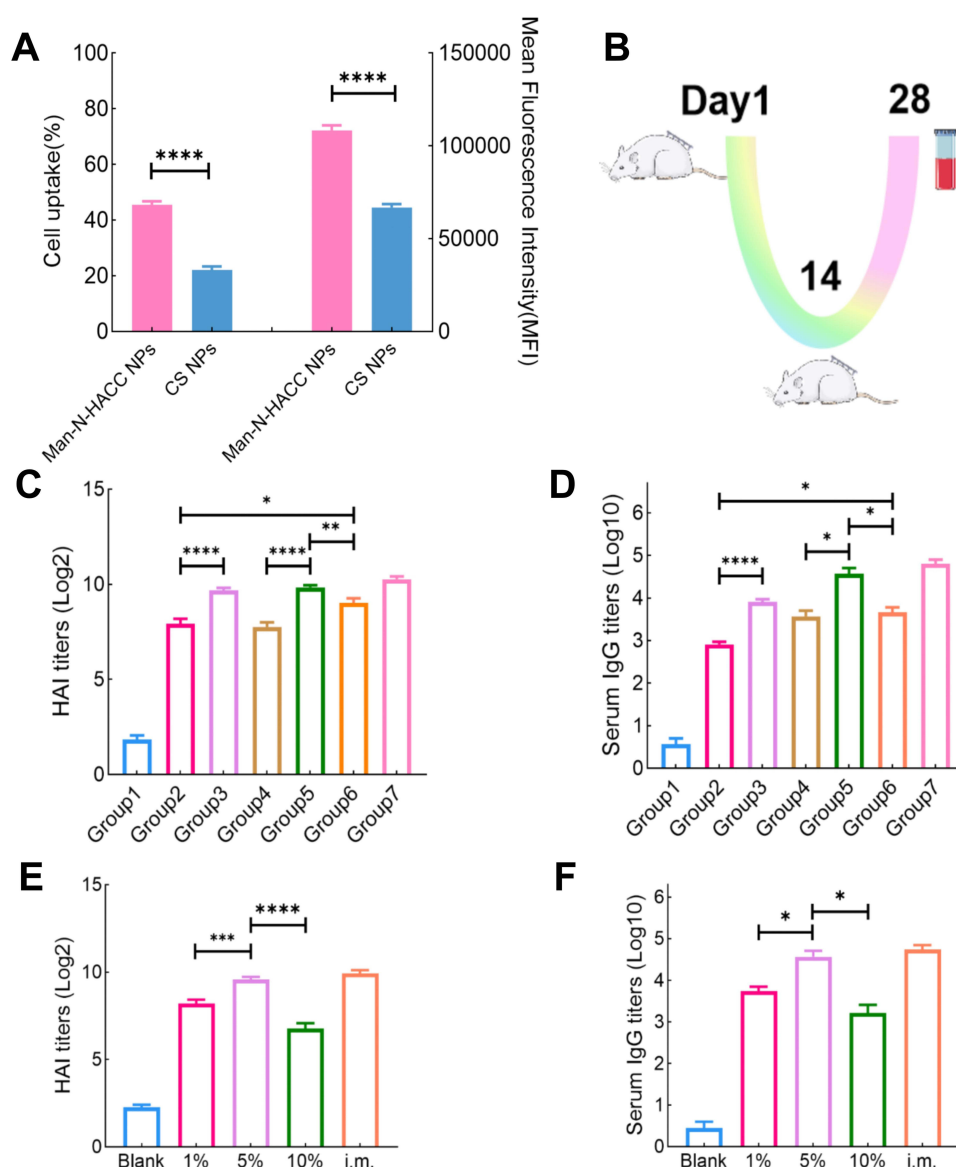 A
Cell uptake(%)
100
80
60
40
20
0
****
****
Man-N-HACC NPs
CS NPs
Man-N-HACC NPs
CS NPs
150000
100000
50000
0
Mean Fluorescence Intensity(MFI)
B
Day1
28
14
C
HAI titers (Log2)
15
10
5
0
*
**
****
****
Group1
Group2
Group3
Group4
Group5
Group6
Group7
D
Serum IgG titers (Log10)
6
5
4
3
2
1
0
*
*
*
****
Group1
Group2
Group3
Group4
Group5
Group6
Group7
E
HAI titers (Log2)
15
10
5
0
****
***
Blank
1%
5%
10%
i.m.
F
Serum IgG titers (Log10)
6
5
4
3
2
1
0
*
*
Blank
1%
5%
10%
i.m.